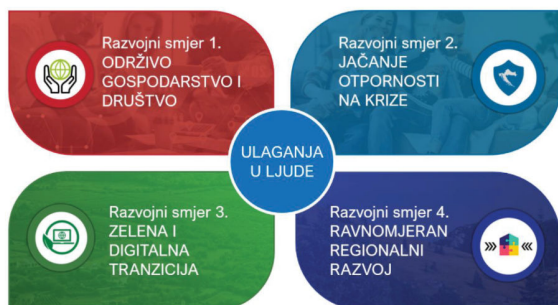 Razvojni smjer 1.
ODRŽIVO
GOSPODARSTVO I
DRUŠTVO
Razvojni smjer 2.
JAČANJE
OTPORNOSTI
NA KRIZE
ULAGANJA
U LJUDE
Razvojni smjer 3.
ZELENA I
DIGITALNA
TRANZICIJA
Razvojni smjer 4.
RAVNOMJERAN
REGIONALNI
RAZVOJ